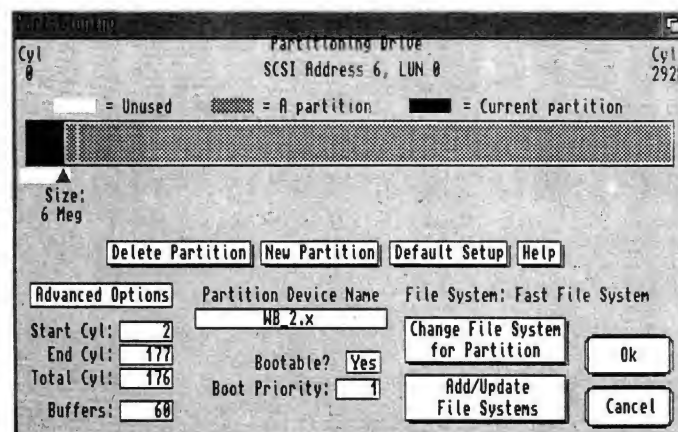 Partitioning
Partitioning Drive
Cyl
0
SCSI Address 6, LUN 0
Cyl
292
= Unused
= A partition
= Current partition
Size:
6 Meg
Delete Partition
New Partition
Default Setup
Help
Advanced Options
Partition Device Name
File System: Fast File System
WB_2.x
Start Cyl: 2
End Cyl: 177
Total Cyl: 176
Buffers: 60
Bootable? Yes
Boot Priority: 1
Change File System
for Partition
Add/Update
File Systems
Ok
Cancel